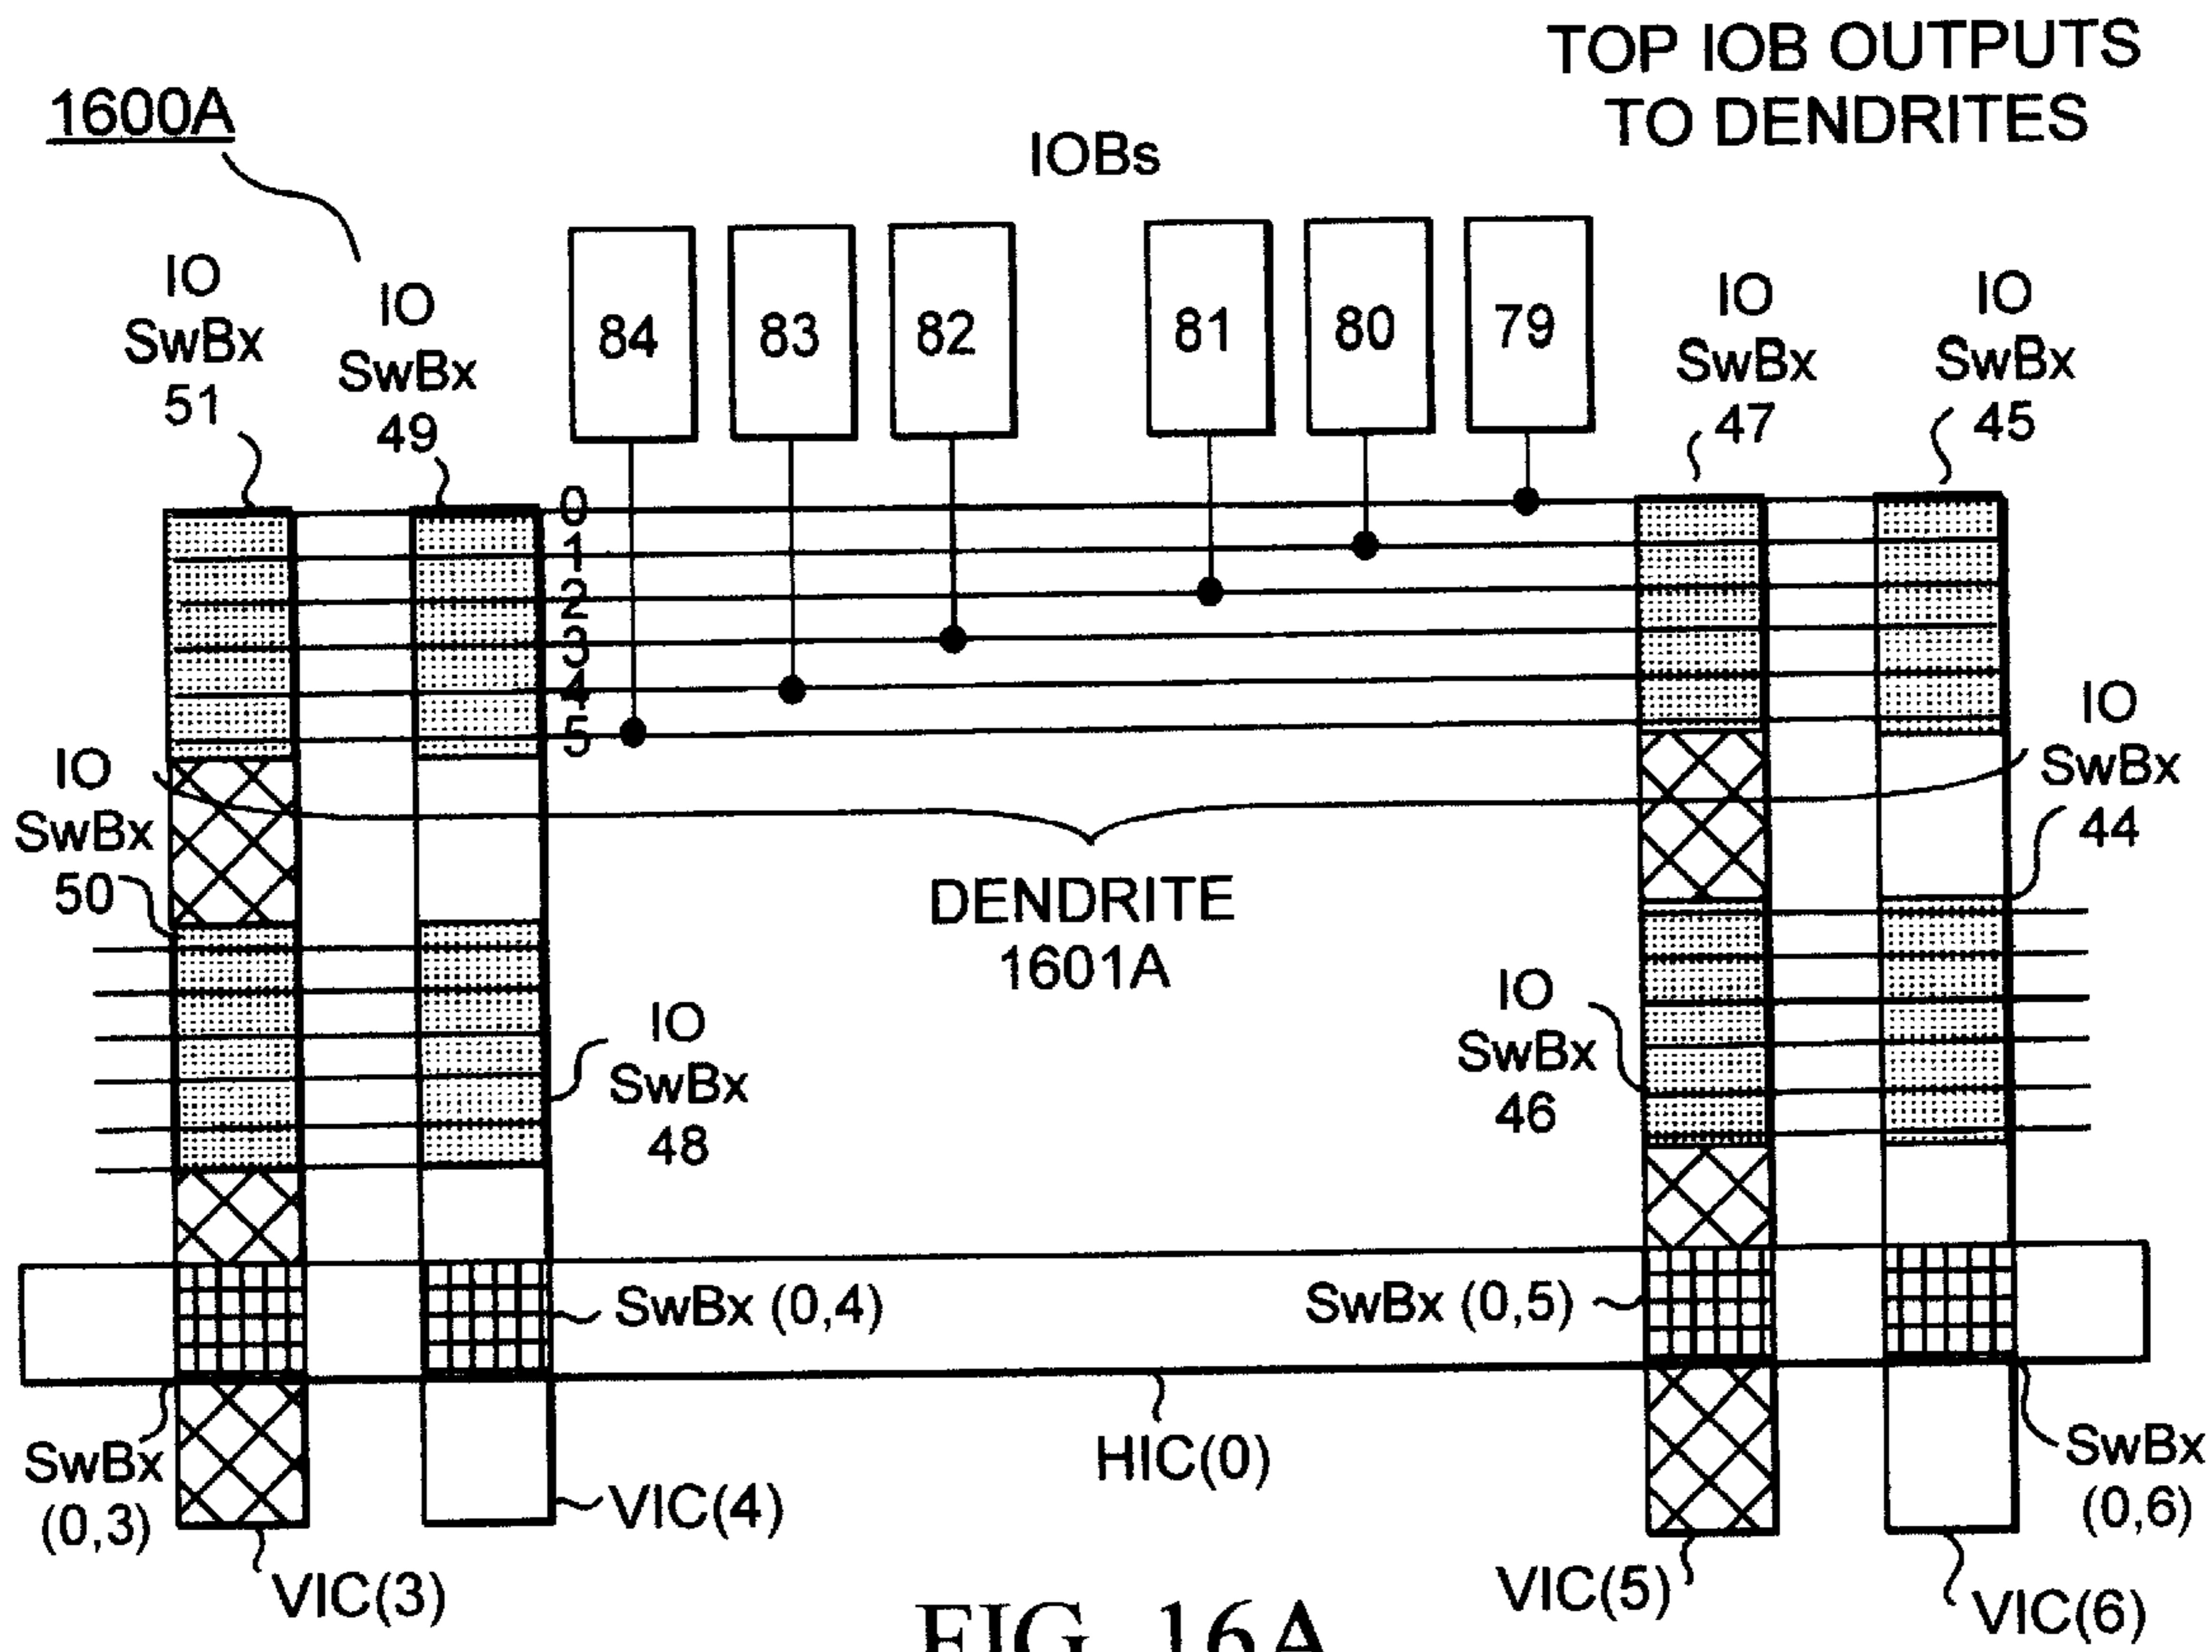 TOP IOB OUTPUTS
TO DENDRITES
1600A
IOBs
IO
SwBx
51
IO
SwBx
49
84
83
82
81
80
79
IO
SwBx
47
IO
SwBx
45
0
1
2
3
4
5
IO
SwBx
50
IO
SwBx
44
DENDRITE
1601A
IO
SwBx
48
IO
SwBx
46
SwBx (0,4)
SwBx (0,5)
SwBx
(0,3)
HIC(0)
SwBx
(0,6)
VIC(4)
VIC(3)
VIC(5)
VIC(6)
FIG. 16A